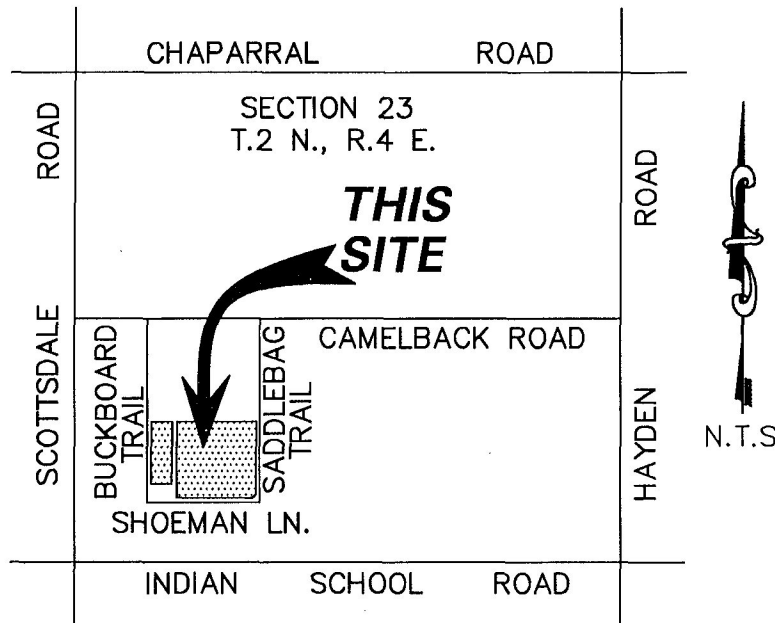 CHAPARRAL ROAD
SECTION 23
T.2 N., R.4 E.
THIS
SITE
SCOTTSDALE ROAD
HAYDEN ROAD
CAMELBACK ROAD
BUCKBOARD
TRAIL
SADDLEBAG
TRAIL
N.T.S
SHOEMAN LN.
INDIAN SCHOOL ROAD